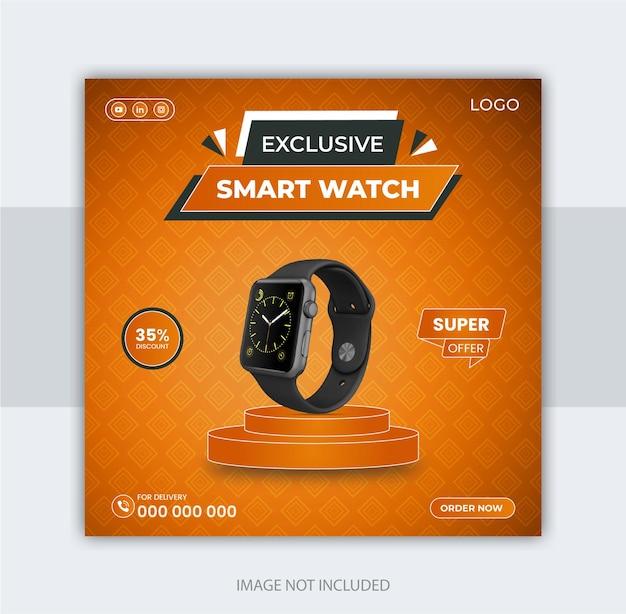 LOGO
EXCLUSIVE
SMART WATCH
35%
DISCOUNT
SUPER
OFFER
FOR DELIVERY
000 000 000
ORDER NOW
IMAGE NOT INCLUDED